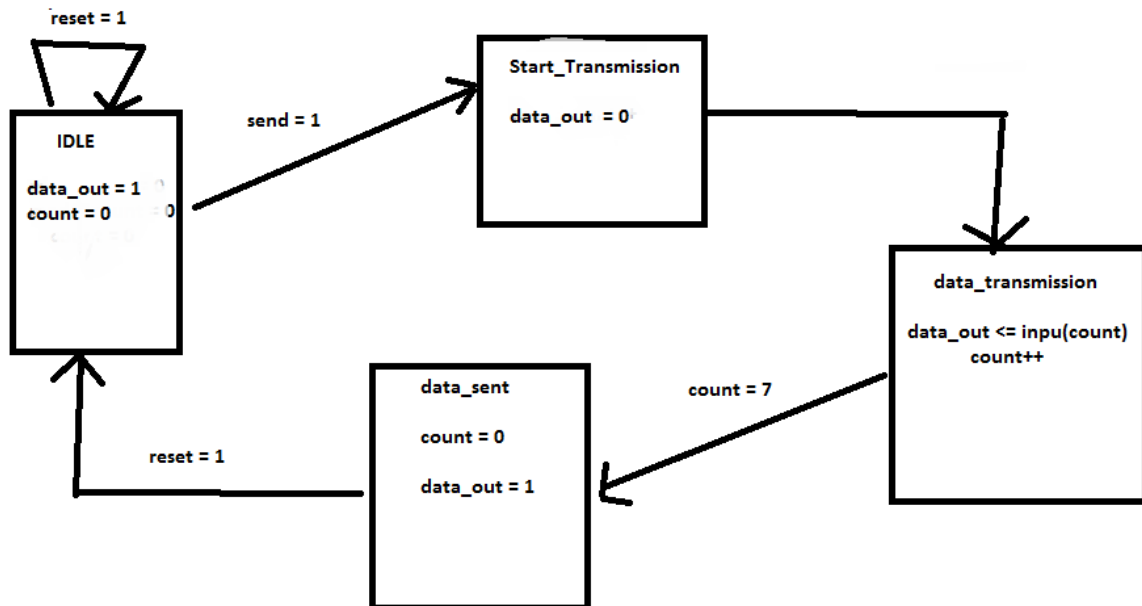 reset = 1
IDLE
data_out = 1
count = 0 = 0
send = 1
Start_Transmission
data_out = 0
data_transmission
data_out <= inpu(count)
count++
count = 7
data_sent
count = 0
data_out = 1
reset = 1